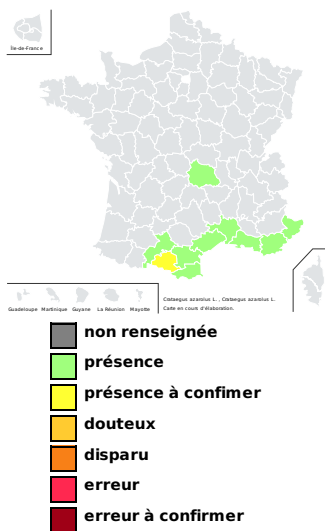 Île-de-France
Guadeloupe Martinique Guyane La Réunion Mayotte
Crataegus azarolus L. , Crataegus azarolus L.
Carte en cours d'élaboration.
non renseignée
présence
présence à confimer
douteux
disparu
erreur
erreur à confirmer